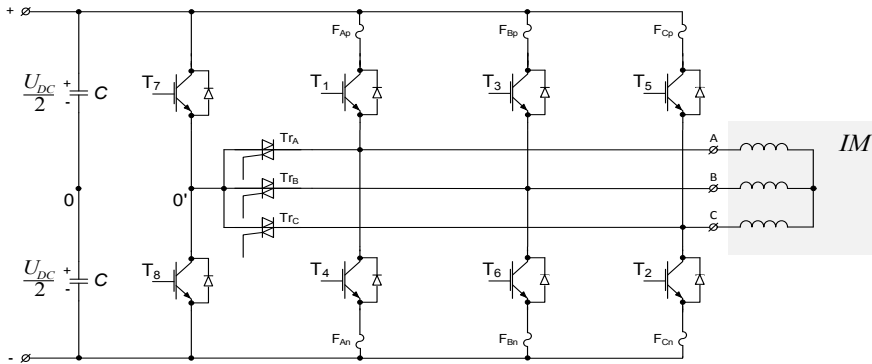 +
F_Ap
F_Bp
F_Cp
U_DC/2
+
-
C
T_7
T_1
T_3
T_5
Tr_A
A
IM
Tr_B
B
0
0'
Tr_C
C
U_DC/2
+
-
C
T_8
T_4
T_6
T_2
F_An
F_Bn
F_Cn
-